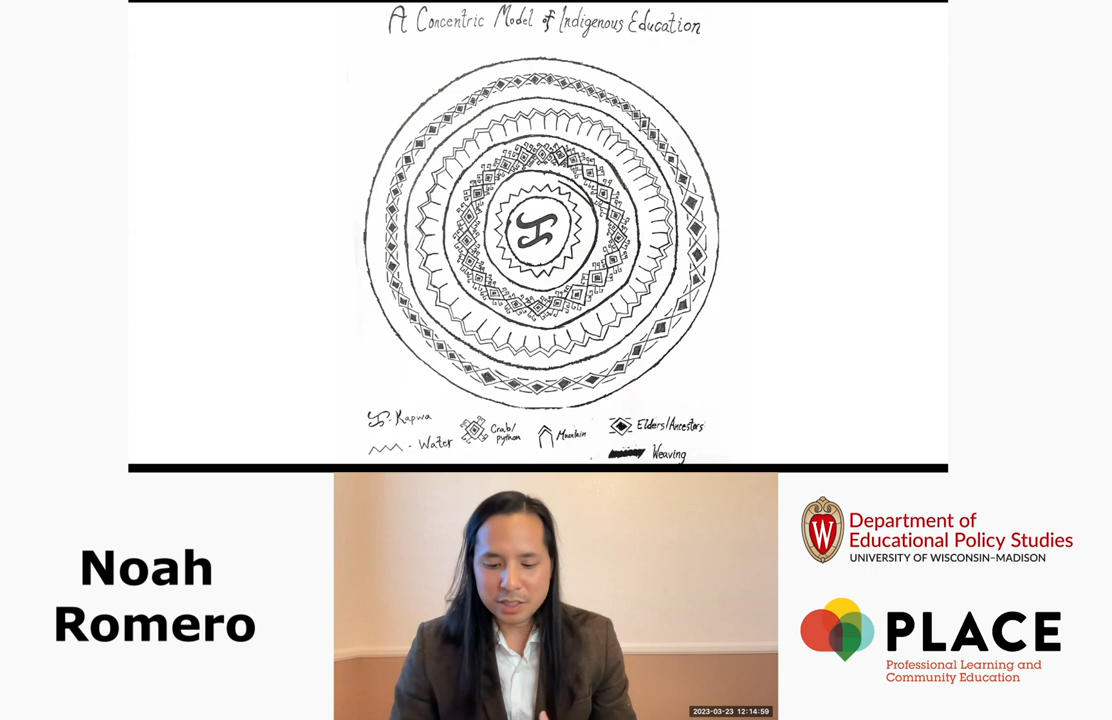 A Concentric Model of Indigenous Education
- Kapwa
- Water
Crab/
python
Mountain
Elders/Ancestors
Weaving
Noah
Romero
W
Department of
Educational Policy Studies
UNIVERSITY OF WISCONSIN–MADISON
PLACE
Professional Learning and
Community Education
2023-03-23 12:14:59